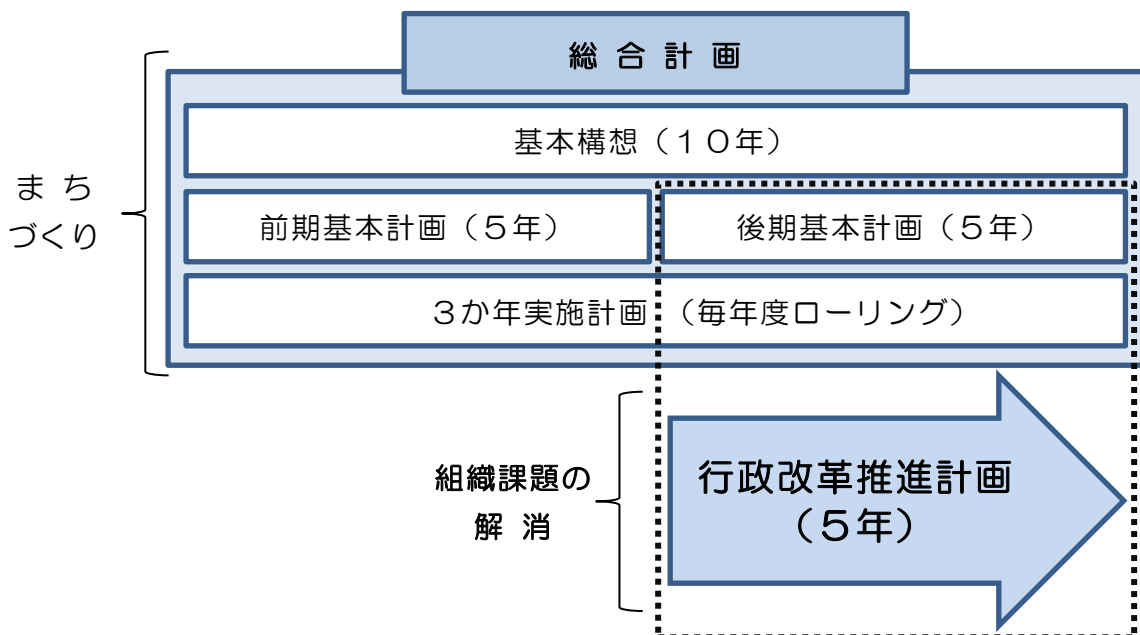 総合計画
基本構想（１０年）
まち
づくり
前期基本計画（５年）
後期基本計画（５年）
３か年実施計画　（毎年度ローリング）
組織課題の
解消
行政改革推進計画
（５年）